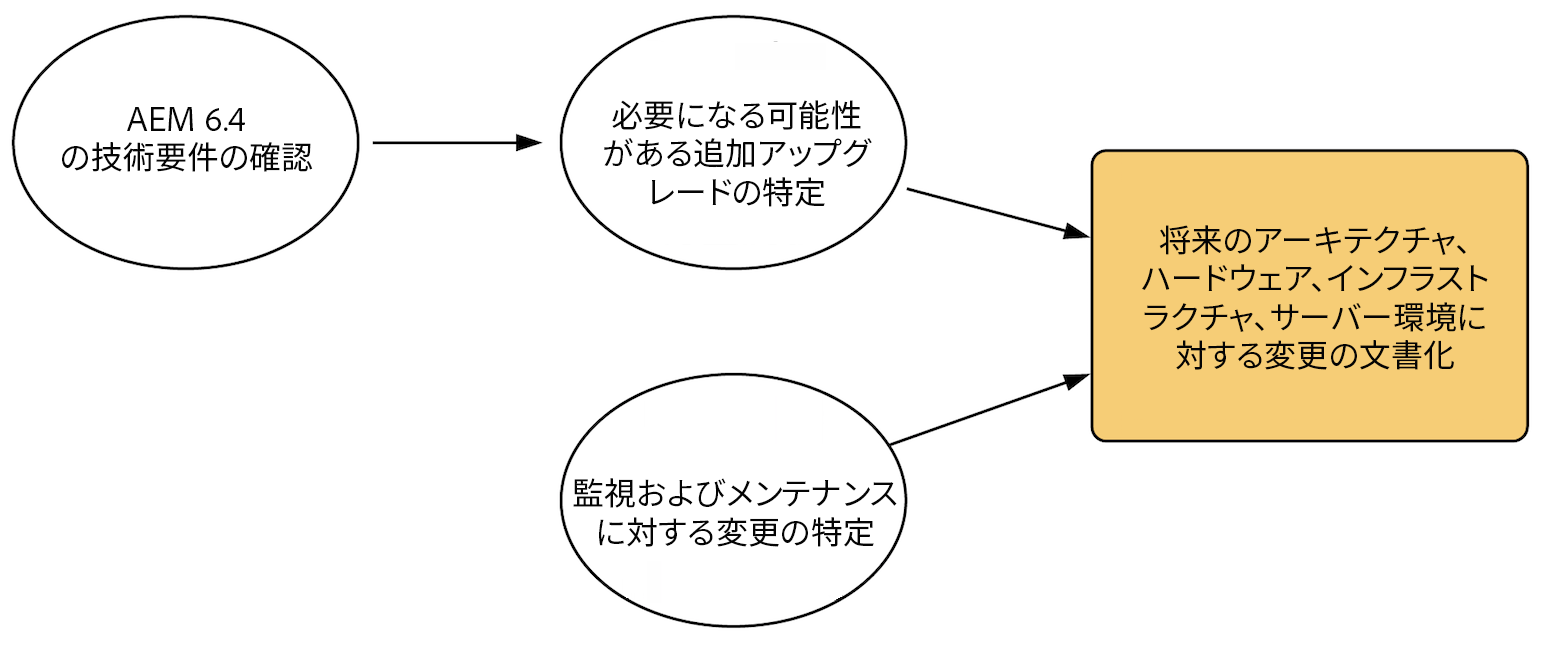 AEM 6.4
の技術要件の確認
必要になる可能性
がある追加アップグ
レードの特定
将来のアーキテクチャ、
ハードウェア、インフラスト
ラクチャ、サーバー環境に
対する変更の文書化
監視およびメンテナンス
に対する変更の特定